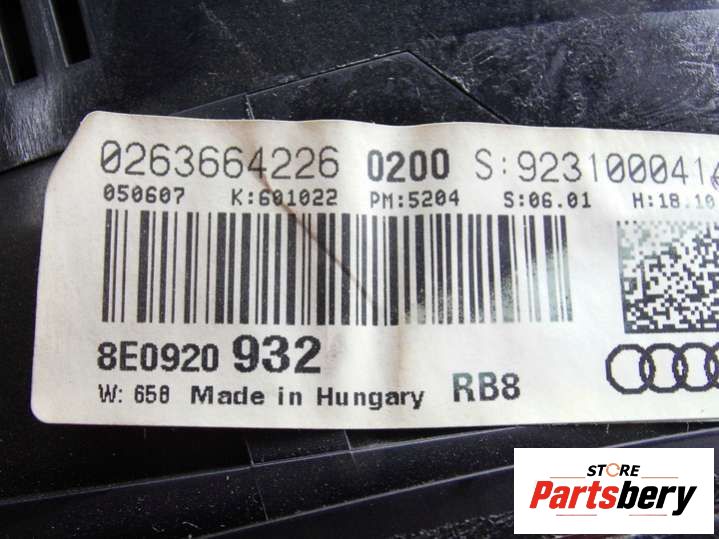 0263664226 0200 S:9231000414
050607 K:601022 PM:5204 S:06.01 H:18.10
8E0920 932
W: 658 Made in Hungary RB8
STORE
Partsbery